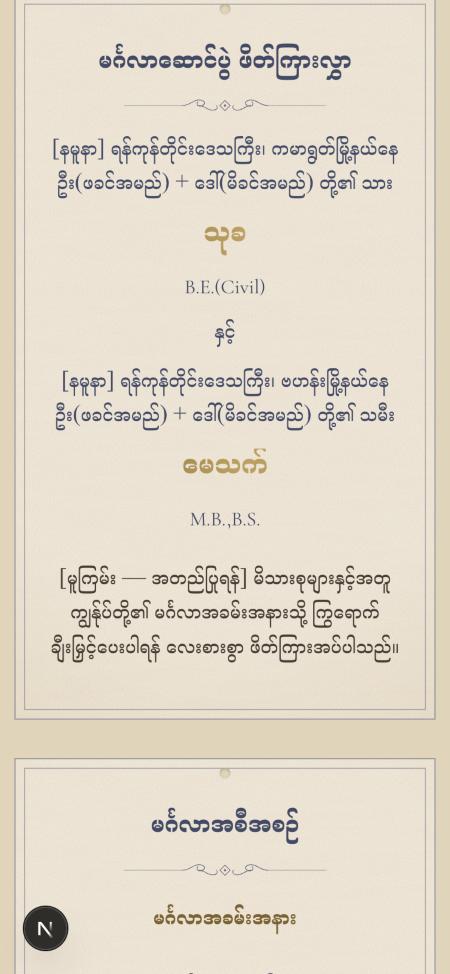 မင်္ဂလာဆောင်ပွဲ ဖိတ်ကြားလွှာ
[နမူနာ] ရန်ကုန်တိုင်းဒေသကြီး၊ ကမာရွတ်မြို့နယ်နေ
ဦး(ဖခင်အမည်) + ဒေါ်(မိခင်အမည်) တို့၏ သား
သုခ
B.E.(Civil)
နှင့်
[နမူနာ] ရန်ကုန်တိုင်းဒေသကြီး၊ ဗဟန်းမြို့နယ်နေ
ဦး(ဖခင်အမည်) + ဒေါ်(မိခင်အမည်) တို့၏ သမီး
မေသက်
M.B.,B.S.
[မူကြမ်း — အတည်ပြုရန်] မိသားစုများနှင့်အတူ
ကျွန်ုပ်တို့၏ မင်္ဂလာအခမ်းအနားသို့ ကြွရောက်
ချီးမြှင့်ပေးပါရန် လေးစားစွာ ဖိတ်ကြားအပ်ပါသည်။
မင်္ဂလာအစီအစဉ်
မင်္ဂလာအခမ်းအနား
N